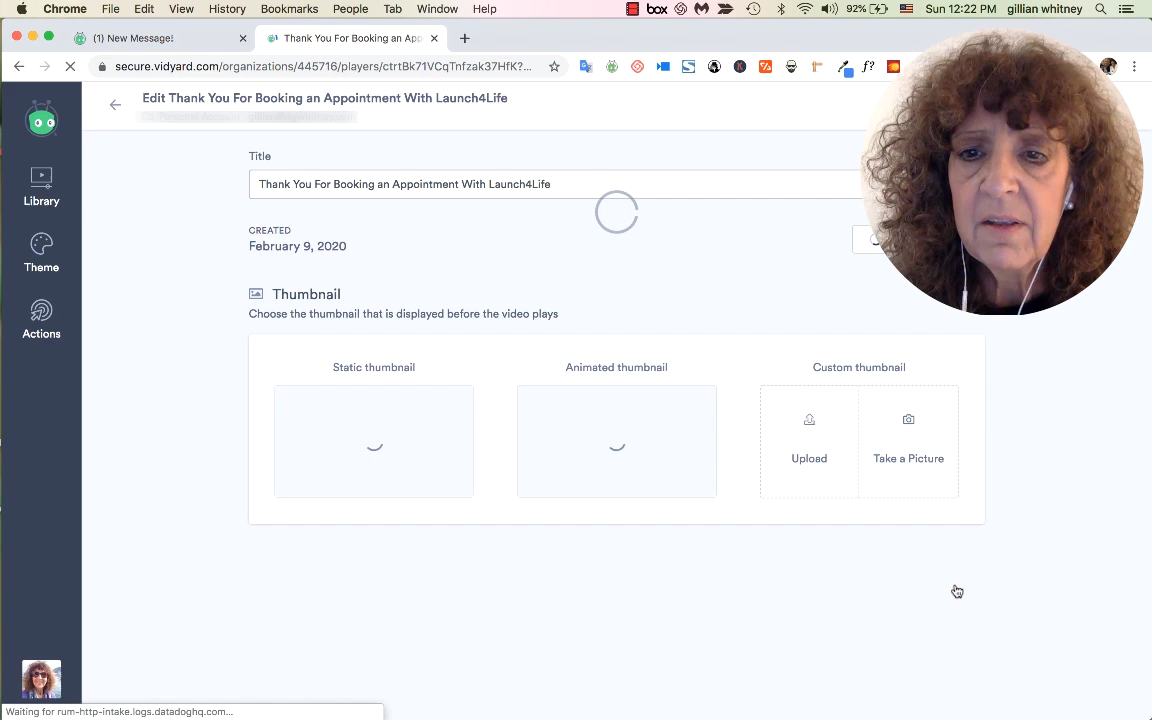 Chrome File Edit View History Bookmarks People Tab Window Help box 92% Sun 12:22 PM gillian whitney
(1) New Message! Thank You For Booking an App
secure.vidyard.com/organizations/445716/players/ctrtBk71VCqTnfzak37HfK?... f?
Edit Thank You For Booking an Appointment With Launch4Life
Library
Theme
Actions
Title
Thank You For Booking an Appointment With Launch4Life
CREATED
February 9, 2020
Thumbnail
Choose the thumbnail that is displayed before the video plays
Static thumbnail Animated thumbnail Custom thumbnail
Upload Take a Picture
Waiting for rum-http-intake.logs.datadoghq.com...